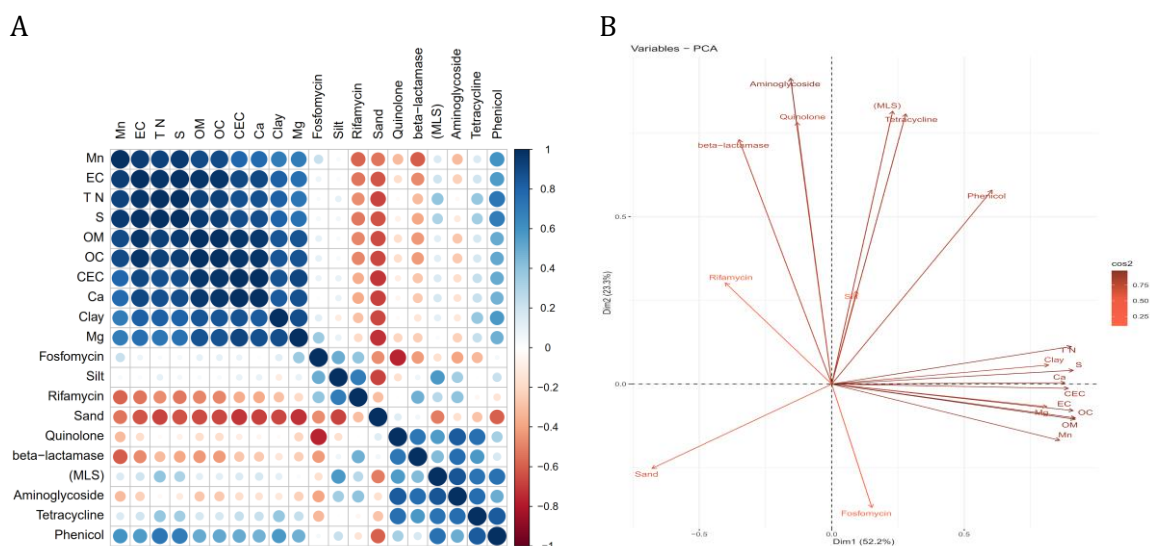 A
B
Mn EC T N S OM OC CEC Ca Clay Mg Fosfomycin Silt Rifamycin Sand Quinolone beta−lactamase (MLS) Aminoglycoside Tetracycline Phenicol
Mn
EC
T N
S
OM
OC
CEC
Ca
Clay
Mg
Fosfomycin
Silt
Rifamycin
Sand
Quinolone
beta−lactamase
(MLS)
Aminoglycoside
Tetracycline
Phenicol
1
0.8
0.6
0.4
0.2
0
−0.2
−0.4
−0.6
−0.8
−1
Variables − PCA
Aminoglycoside
(MLS)
Quinolone
Tetracycline
beta−lactamase
Phenicol
Rifamycin
Silt
T N
Clay
S
Ca
CEC
EC
Mg
OC
OM
Mn
Sand
Fosfomycin
0.5
0.0
Dim2 (23.3%)
−0.5
0.0
0.5
Dim1 (52.2%)
cos2
0.75
0.50
0.25